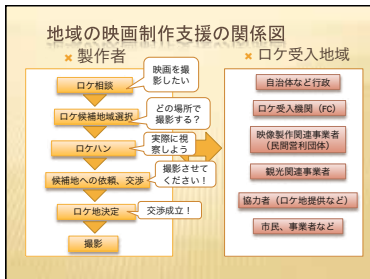 地域の映画制作支援の関係図
製作者
ロケ相談
映画を撮
影したい
ロケ候補地域選択
どの場所で
撮影する？
ロケハン
実際に視
察しよう
候補地への依頼、交渉
撮影させて
ください！
ロケ地決定
交渉成立！
撮影
ロケ受入地域
自治体など行政
ロケ受入機関（FC）
映像製作関連事業者
（民間営利団体）
観光関連事業者
協力者（ロケ地提供など）
市民、事業者など